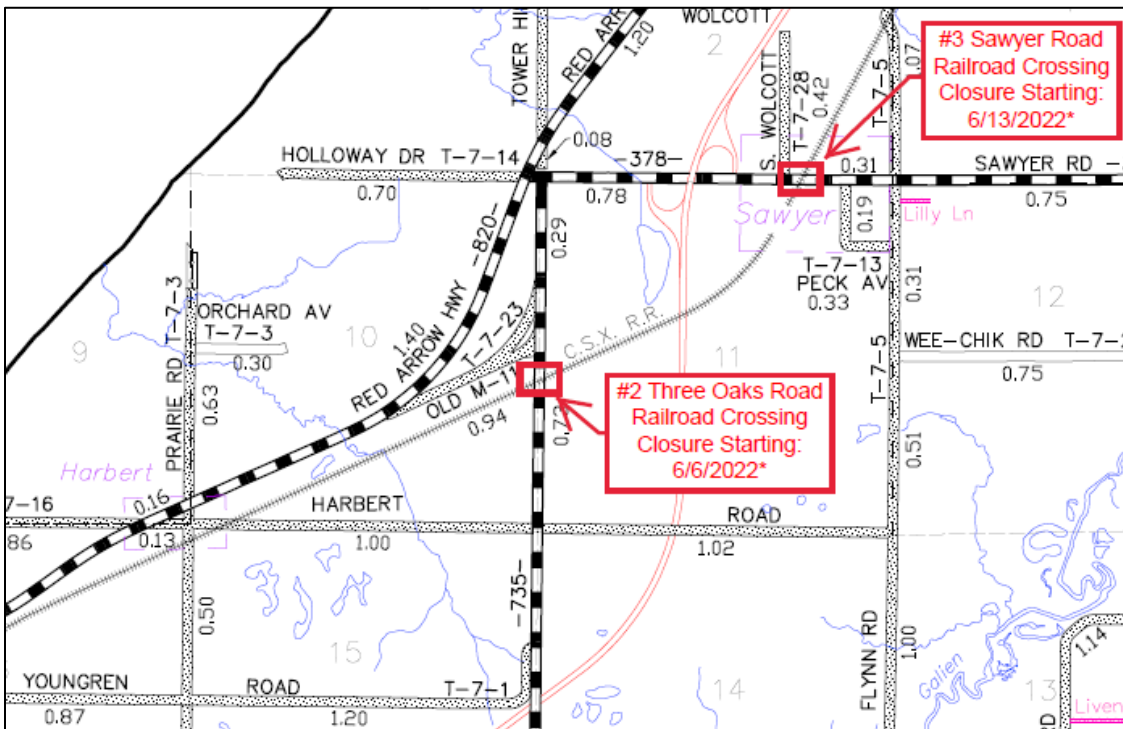 WOLCOTT
2
TOWER HI
RED ARR
1.20
S. WOLCOTT
T-7-28
0.42
T-7-5
.07
#3 Sawyer Road
Railroad Crossing
Closure Starting:
6/13/2022*
0.08
HOLLOWAY DR T-7-14
0.70
-378-
0.78
0.31
SAWYER RD
0.75
Sawyer
0.19
Lilly Ln
0.29
T-7-13
PECK AV
0.33
0.31
12
PRAIRIE RD T-7-3
0.63
ORCHARD AV
T-7-3
0.30
9
10
RED ARROW HWY -820-
1.40
T-7-23
OLD M-11
0.94
C.S.X. R.R.
11
T-7-5
WEE-CHIK RD T-7-
0.75
#2 Three Oaks Road
Railroad Crossing
Closure Starting:
6/6/2022*
0.51
Harbert
7-16
0.16
86
0.13
HARBERT
ROAD
1.00
1.02
0.50
-735-
15
14
13
FLYNN RD
1.00
Galien
1.14
YOUNGREN
ROAD
T-7-1
0.87
1.20
Liven
RD